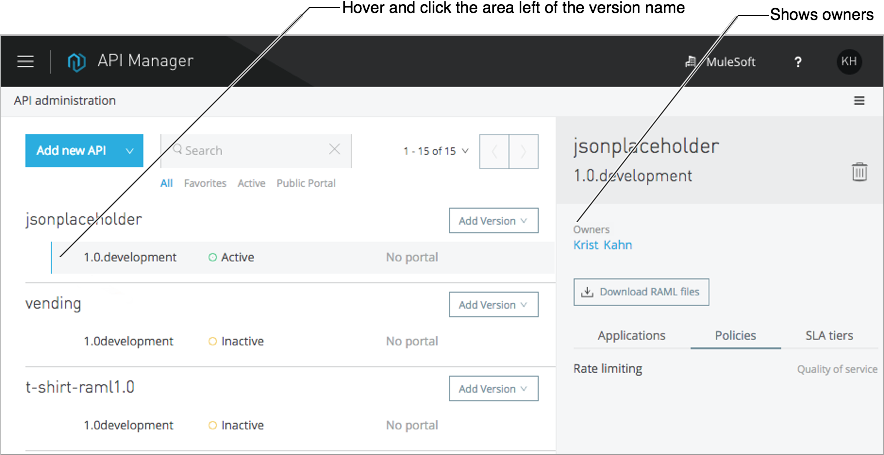 Hover and click the area left of the version name
Shows owners
API Manager
MuleSoft
?
KH
API administration
Add new API
Search
1 - 15 of 15
All Favorites Active Public Portal
jsonplaceholder
Add Version
1.0.development Active No portal
vending
Add Version
1.0development Inactive No portal
t-shirt-raml1.0
Add Version
1.0development Inactive No portal
jsonplaceholder
1.0.development
Owners
Krist Kahn
Download RAML files
Applications Policies SLA tiers
Rate limiting Quality of service